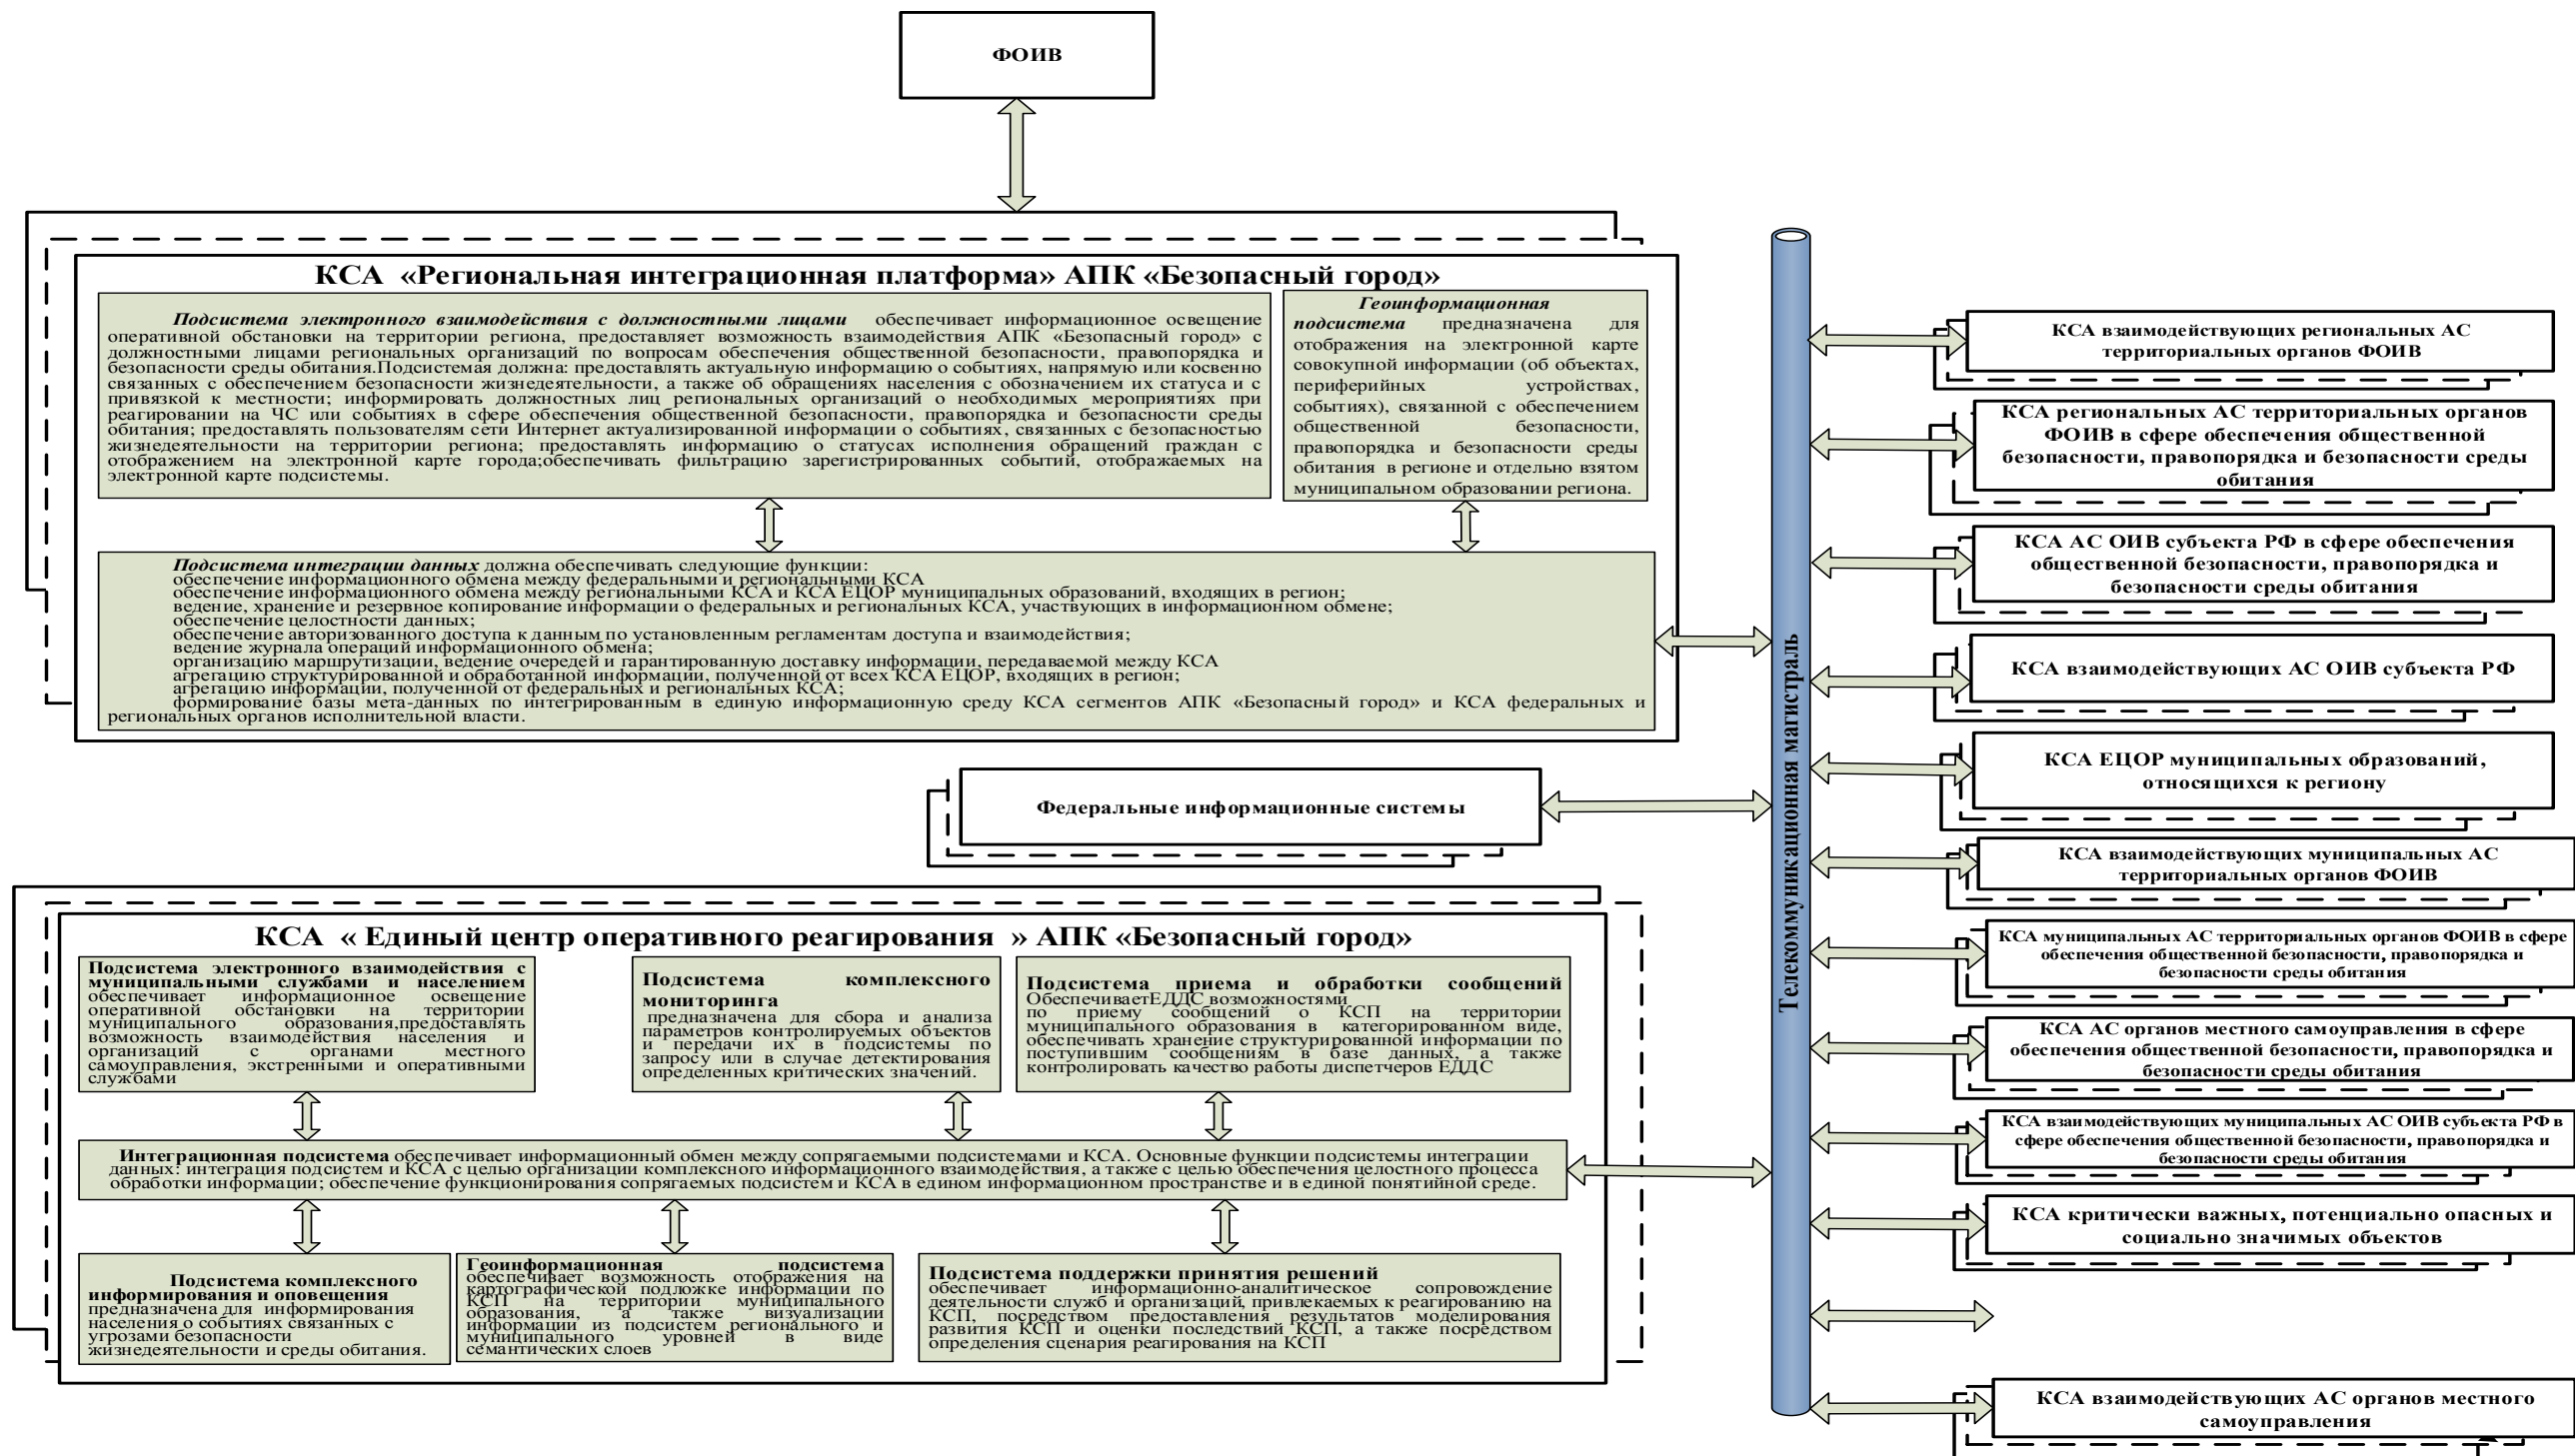 ФОИВ
КСА «Региональная интеграционная платформа» АПК «Безопасный город»
Подсистема электронного взаимодействия с должностными лицами обеспечивает информационное освещение
оперативной обстановки на территории региона, предоставляет возможность взаимодействия АПК «Безопасный город» с
должностными лицами региональных организаций по вопросам обеспечения общественной безопасности, правопорядка и
безопасности среды обитания.Подсистемая должна: предоставлять актуальную информацию о событиях, напрямую или косвенно
связанных с обеспечением безопасности жизнедеятельности, а также об обращениях населения с обозначением их статуса и с
привязкой к местности; информировать должностных лиц региональных организаций о необходимых мероприятиях при
реагировании на ЧС или событиях в сфере обеспечения общественной безопасности, правопорядка и безопасности среды
обитания; предоставлять пользователям сети Интернет актуализированной информации о событиях, связанных с безопасностью
жизнедеятельности на территории региона; предоставлять информацию о статусах исполнения обращений граждан с
отображением на электронной карте города;обеспечивать фильтрацию зарегистрированных событий, отображаемых на
электронной карте подсистемы.
Геоинформационная
подсистема предназначена для
отображения на электронной карте
совокупной информации (об объектах,
периферийных устройствах,
событиях), связанной с обеспечением
общественной безопасности,
правопорядка и безопасности среды
обитания в регионе и отдельно взятом
муниципальном образовании региона.
Подсистема интеграции данных должна обеспечивать следующие функции:
обеспечение информационного обмена между федеральными и региональными КСА
обеспечение информационного обмена между региональными КСА и КСА ЕЦОР муниципальных образований, входящих в регион;
ведение, хранение и резервное копирование информации о федеральных и региональных КСА, участвующих в информационном обмене;
обеспечение целостности данных;
обеспечение авторизованного доступа к данным по установленным регламентам доступа и взаимодействия;
ведение журнала операций информационного обмена;
организацию маршрутизации, ведение очередей и гарантированную доставку информации, передаваемой между КСА
агрегацию структурированной и обработанной информации, полученной от всех КСА ЕЦОР, входящих в регион;
агрегацию информации, полученной от федеральных и региональных КСА;
формирование базы мета-данных по интегрированным в единую информационную среду КСА сегментов АПК «Безопасный город» и КСА федеральных и
региональных органов исполнительной власти.
Федеральные информационные системы
КСА « Единый центр оперативного реагирования » АПК «Безопасный город»
Подсистема электронного взаимодействия с
муниципальными службами и населением
обеспечивает информационное освещение
оперативной обстановки на территории
муниципального образования,предоставлять
возможность взаимодействия населения и
организаций с органами местного
самоуправления, экстренными и оперативными
службами
Подсистема комплексного
мониторинга
предназначена для сбора и анализа
параметров контролируемых объектов
и передачи их в подсистемы по
запросу или в случае детектирования
определенных критических значений.
Подсистема приема и обработки сообщений
ОбеспечиваетЕДДС возможностями
по приему сообщений о КСП на территории
муниципального образования в категорированном виде,
обеспечивать хранение структурированной информации по
поступившим сообщениям в базе данных, а также
контролировать качество работы диспетчеров ЕДДС
Интеграционная подсистема обеспечивает информационный обмен между сопрягаемыми подсистемами и КСА. Основные функции подсистемы интеграции
данных: интеграция подсистем и КСА с целью организации комплексного информационного взаимодействия, а также с целью обеспечения целостного процесса
обработки информации; обеспечение функционирования сопрягаемых подсистем и КСА в едином информационном пространстве и в единой понятийной среде.
Подсистема комплексного
информирования и оповещения
предназначена для информирования
населения о событиях связанных с
угрозами безопасности
жизнедеятельности и среды обитания.
Геоинформационная подсистема
обеспечивает возможность отображения на
картографической подложке информации по
КСП на территории муниципального
образования, а также визуализации
информации из подсистем регионального и
муниципального уровней в виде
семантических слоев
Подсистема поддержки принятия решений
обеспечивает информационно-аналитическое сопровождение
деятельности служб и организаций, привлекаемых к реагированию на
КСП, посредством предоставления результатов моделирования
развития КСП и оценки последствий КСП, а также посредством
определения сценария реагирования на КСП
Телекоммуникационная магистраль
КСА взаимодействующих региональных АС
территориальных органов ФОИВ
КСА региональных АС территориальных органов
ФОИВ в сфере обеспечения общественной
безопасности, правопорядка и безопасности среды
обитания
КСА АС ОИВ субъекта РФ в сфере обеспечения
общественной безопасности, правопорядка и
безопасности среды обитания
КСА взаимодействующих АС ОИВ субъекта РФ
КСА ЕЦОР муниципальных образований,
относящихся к региону
КСА взаимодействующих муниципальных АС
территориальных органов ФОИВ
КСА муниципальных АС территориальных органов ФОИВ в сфере
обеспечения общественной безопасности, правопорядка и
безопасности среды обитания
КСА АС органов местного самоуправления в сфере
обеспечения общественной безопасности, правопорядка и
безопасности среды обитания
КСА взаимодействующих муниципальных АС ОИВ субъекта РФ в
сфере обеспечения общественной безопасности, правопорядка и
безопасности среды обитания
КСА критически важных, потенциально опасных и
социально значимых объектов
КСА взаимодействующих АС органов местного
самоуправления